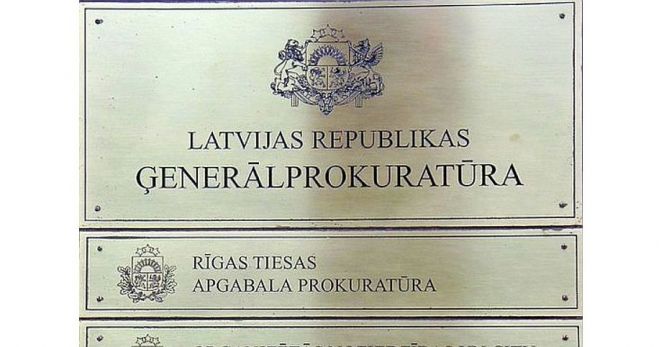 LATVIJAS REPUBLIKAS
ĢENERĀLPROKURATŪRA
RĪGAS TIESAS
APGABALA PROKURATŪRA